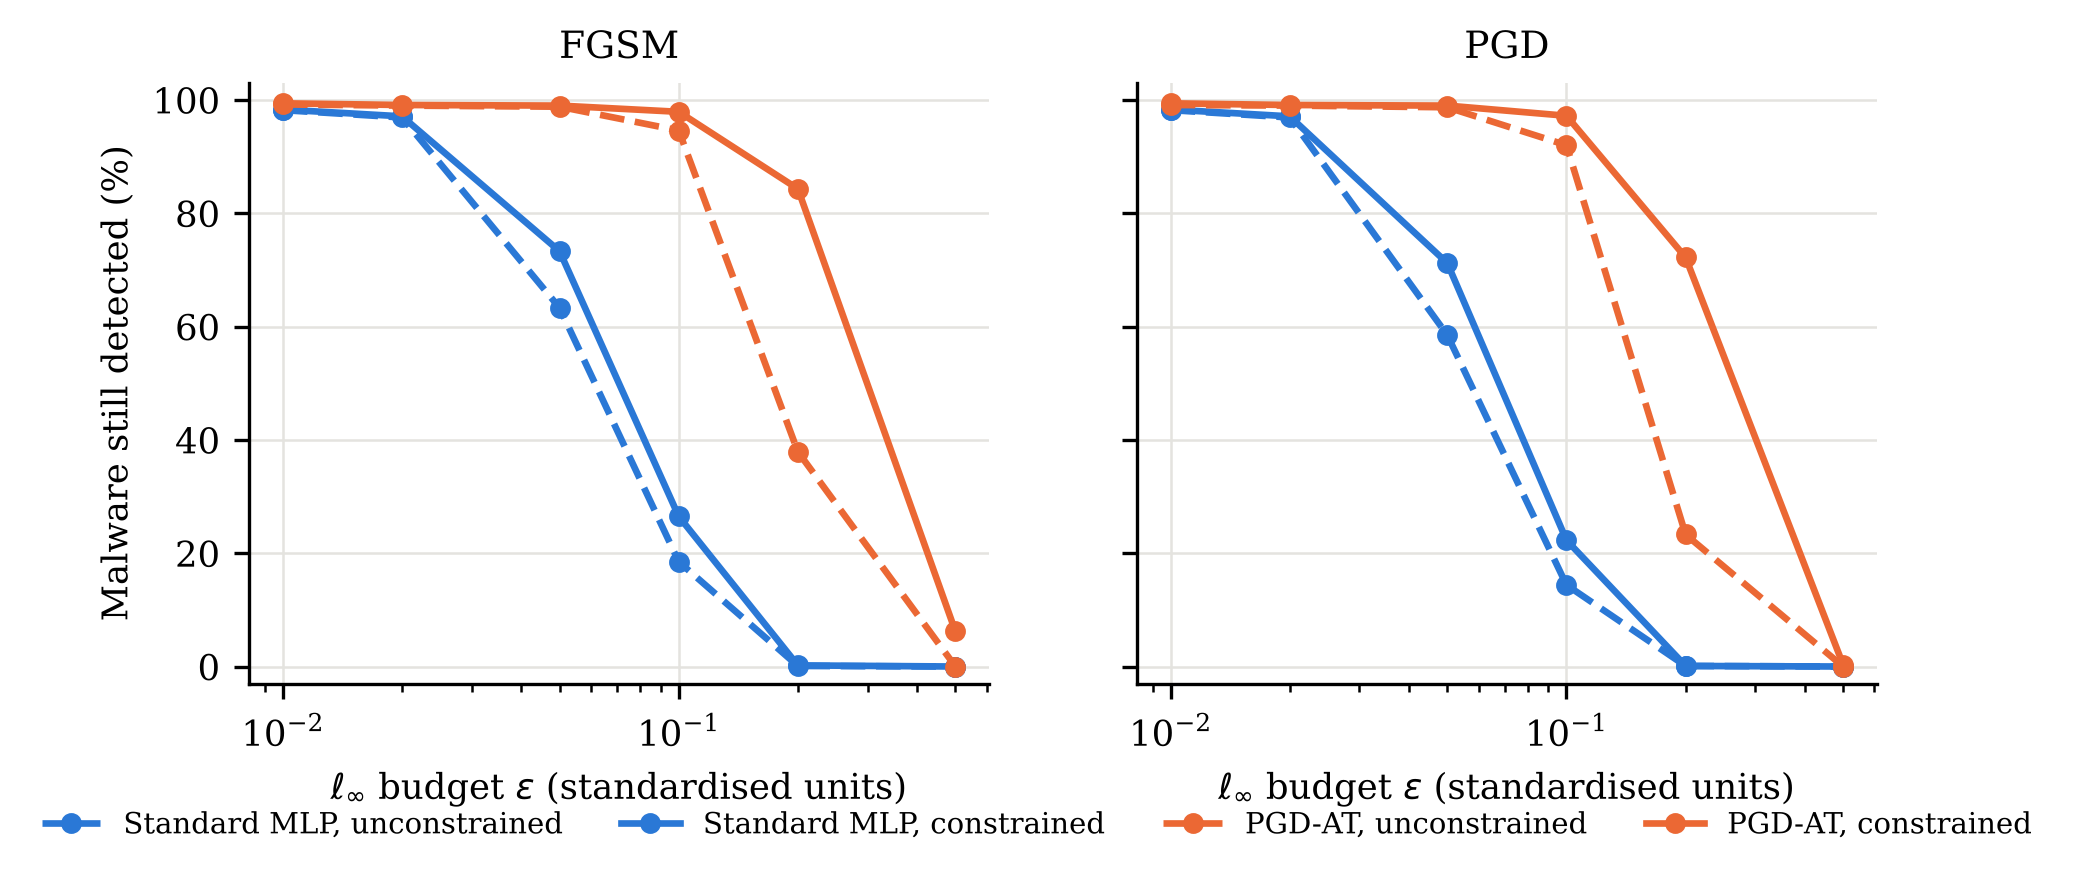 FGSM
PGD
Malware still detected (%)
100
80
60
40
20
0
10⁻²
10⁻¹
10⁻²
10⁻¹
ℓ∞ budget ε (standardised units)
ℓ∞ budget ε (standardised units)
Standard MLP, unconstrained
Standard MLP, constrained
PGD-AT, unconstrained
PGD-AT, constrained